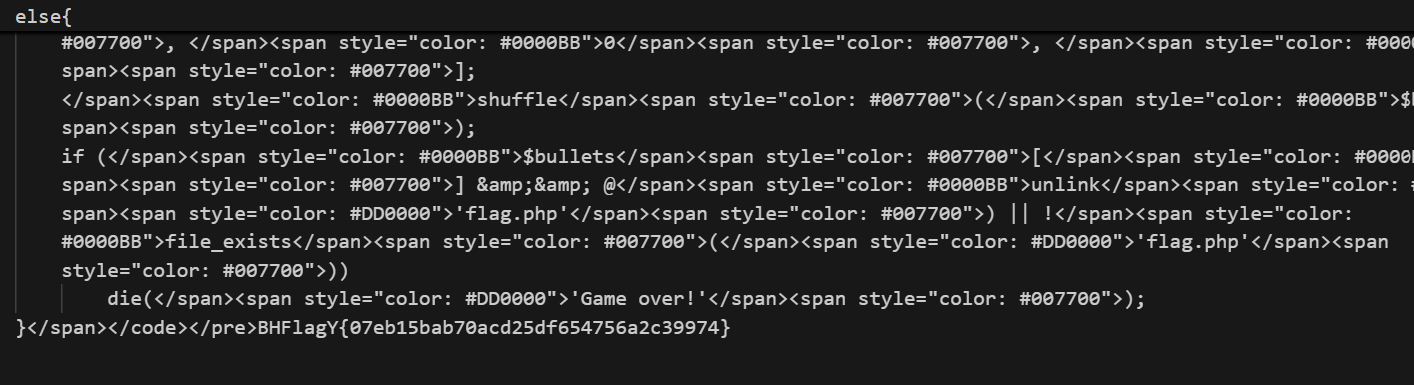 else{
#007700">, </span><span style="color: #0000BB">0</span><span style="color: #007700">, </span><span style="color:
span><span style="color: #007700">];
</span><span style="color: #0000BB">shuffle</span><span style="color: #007700">(</span><span style="color: #0000BB">
span><span style="color: #007700">);
if (</span><span style="color: #0000BB">$bullets</span><span style="color: #007700">[</span><span style="color:
span><span style="color: #007700">] &amp;&amp; @</span><span style="color: #0000BB">unlink</span><span style="color:
span><span style="color: #DD0000">'flag.php'</span><span style="color: #007700">) || !</span><span style="color:
#0000BB">file_exists</span><span style="color: #007700">(</span><span style="color: #DD0000">'flag.php'</span><span
style="color: #007700">))
die(</span><span style="color: #DD0000">'Game over!'</span><span style="color: #007700">);
}</span></code></pre>BHFlagY{07eb15bab70acd25df654756a2c39974}